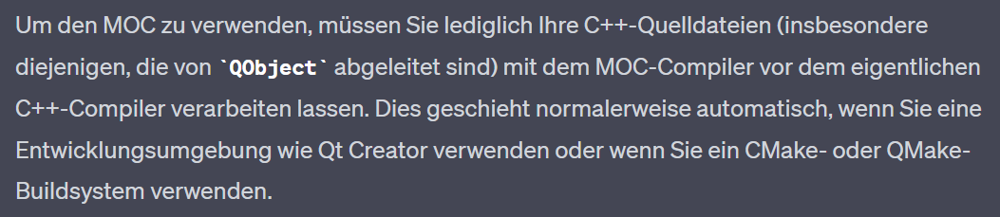 Um den MOC zu verwenden, müssen Sie lediglich Ihre C++-Quelldateien (insbesondere
diejenigen, die von `QObject` abgeleitet sind) mit dem MOC-Compiler vor dem eigentlichen
C++-Compiler verarbeiten lassen. Dies geschieht normalerweise automatisch, wenn Sie eine
Entwicklungsumgebung wie Qt Creator verwenden oder wenn Sie ein CMake- oder QMake-
Buildsystem verwenden.